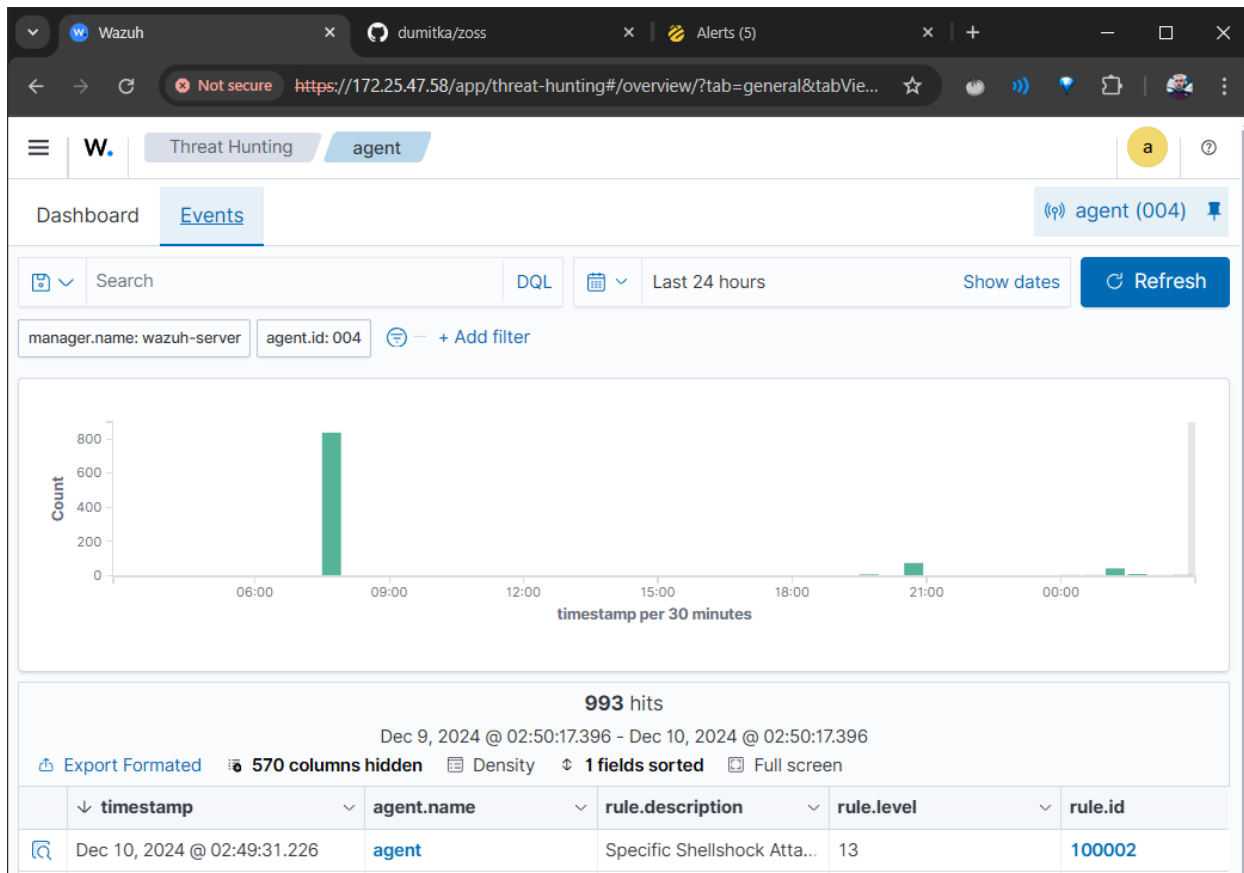 Wazuh dumitka/zoss Alerts (5)
Not secure https://172.25.47.58/app/threat-hunting#/overview/?tab=general&tabVie...
W. Threat Hunting agent a
Dashboard Events agent (004)
Search DQL Last 24 hours Show dates Refresh
manager.name: wazuh-server agent.id: 004 + Add filter
800
600
400
200
0
Count
06:00 09:00 12:00 15:00 18:00 21:00 00:00
timestamp per 30 minutes
993 hits
Dec 9, 2024 @ 02:50:17.396 - Dec 10, 2024 @ 02:50:17.396
Export Formated 570 columns hidden Density 1 fields sorted Full screen
timestamp agent.name rule.description rule.level rule.id
Dec 10, 2024 @ 02:49:31.226 agent Specific Shellshock Atta... 13 100002